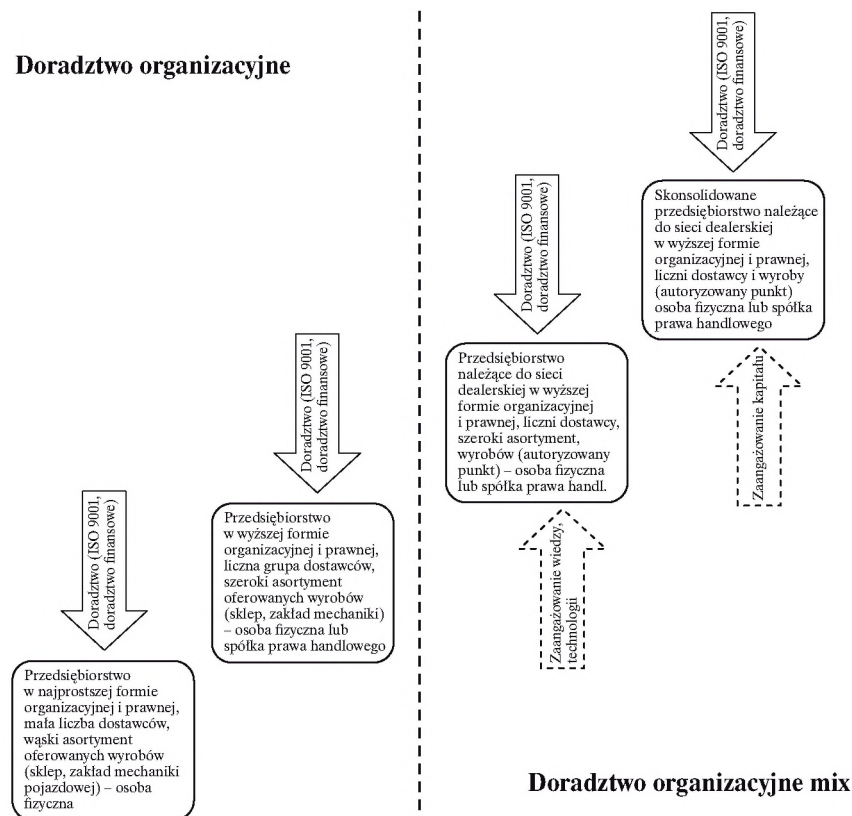 Doradztwo organizacyjne
Doradztwo (ISO 9001,
doradztwo finansowe)
Przedsiębiorstwo
w najprostszej formie
organizacyjnej i prawnej,
mała liczba dostawców,
wąski asortyment
oferowanych wyrobów
(sklep, zakład mechaniki
pojazdowej) – osoba
fizyczna
Doradztwo (ISO 9001,
doradztwo finansowe)
Przedsiębiorstwo
w wyższej formie
organizacyjnej i prawnej,
liczna grupa dostawców,
szeroki asortyment
oferowanych wyrobów
(sklep, zakład mechaniki)
– osoba fizyczna lub
spółka prawa handlowego
Doradztwo (ISO 9001,
doradztwo finansowe)
Przedsiębiorstwo
należące do sieci
dealerskiej w wyższej
formie organizacyjnej
i prawnej, liczni dostawcy,
szeroki asortyment,
wyrobów (autoryzowany
punkt) – osoba fizyczna
lub spółka prawa handl.
Zaangażowanie wiedzy,
technologii
Doradztwo (ISO 9001,
doradztwo finansowe)
Skonsolidowane
przedsiębiorstwo należące
do sieci dealerskiej
w wyższej formie
organizacyjnej i prawnej,
liczni dostawcy i wyroby
(autoryzowany punkt)
osoba fizyczna lub spółka
prawa handlowego
Zaangażowanie kapitału
Doradztwo organizacyjne mix